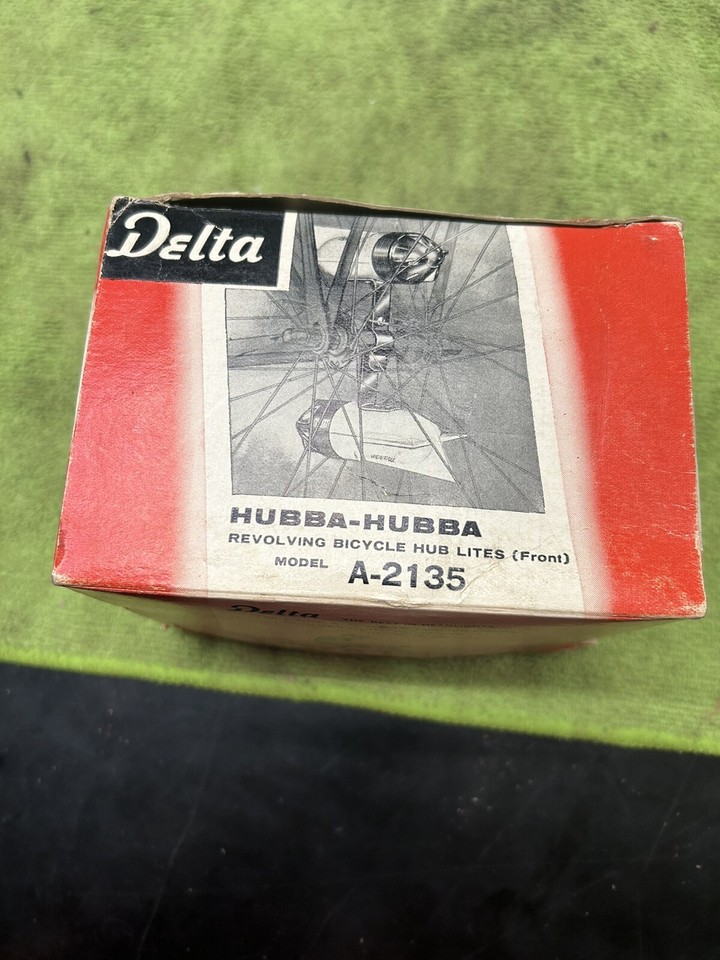 Delta
HUBBA-HUBBA
REVOLVING BICYCLE HUB LITES (Front)
MODEL A-2135
Delta